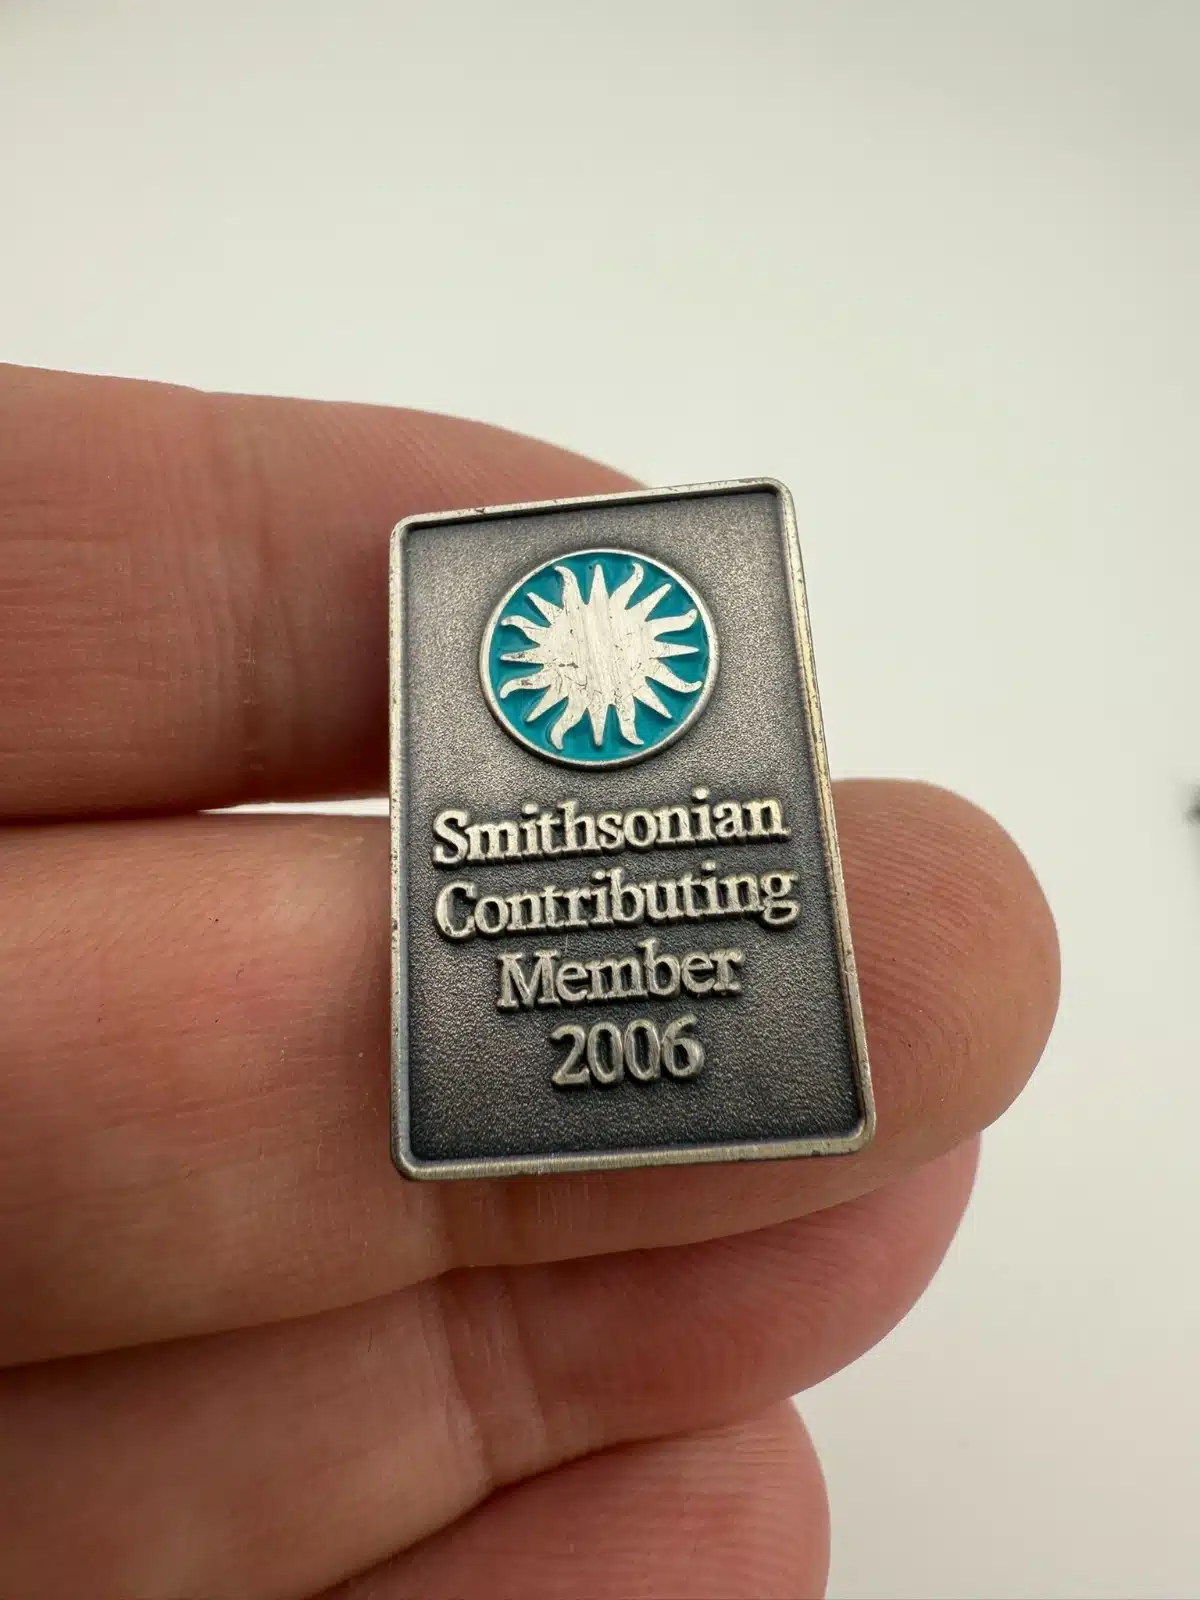 Smithsonian
Contributing
Member
2006